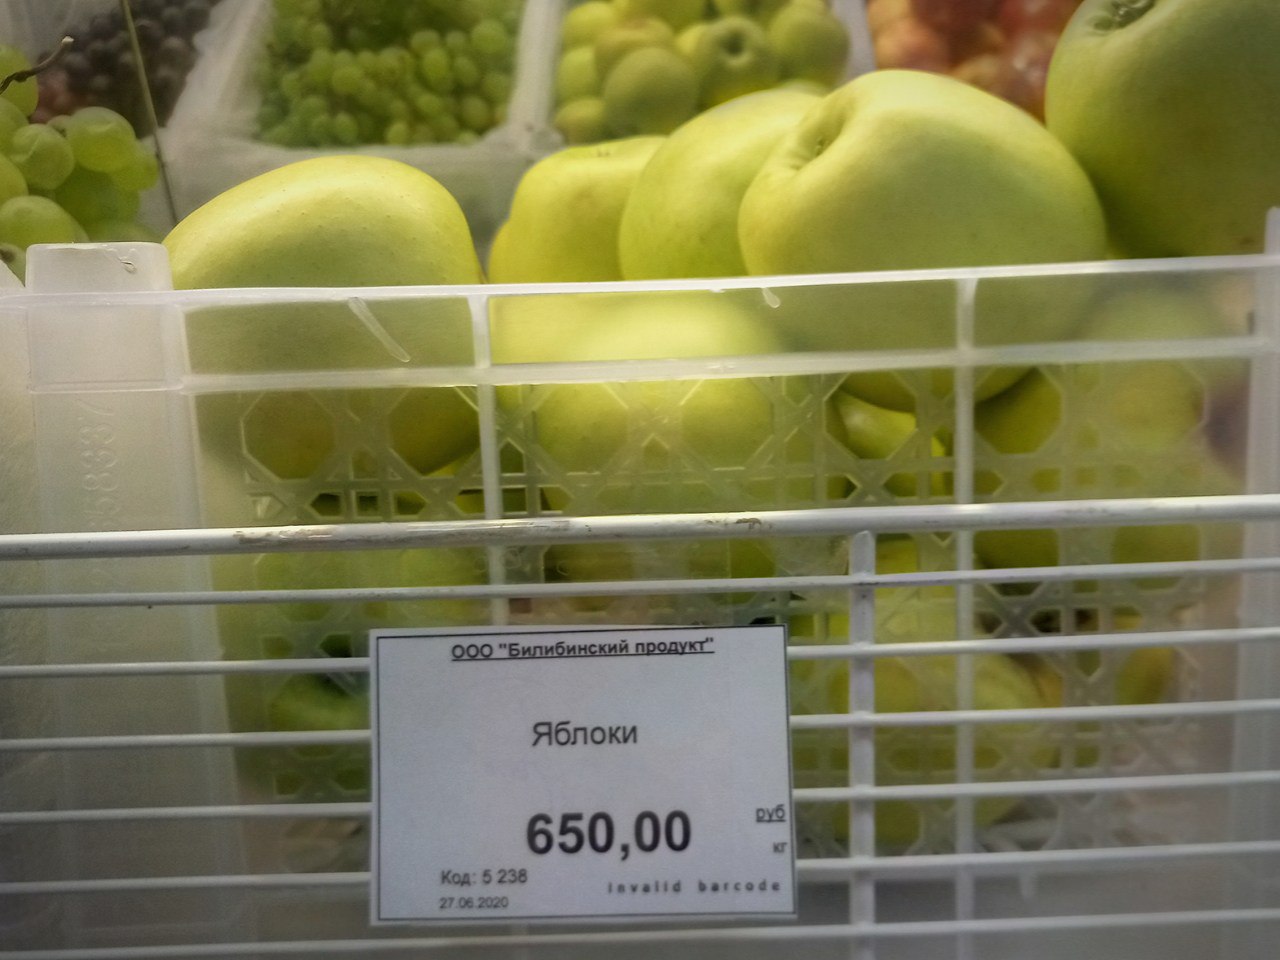 ООО "Билибинский продукт"
Яблоки
650,00 руб
кг
Код: 5 238
invalid barcode
27.06.2020